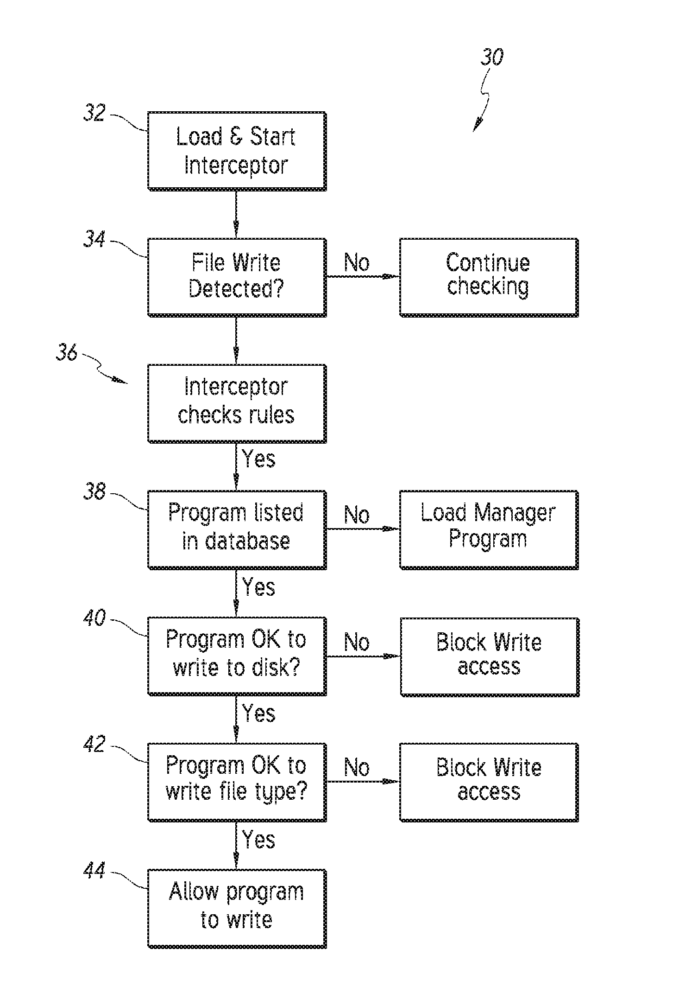 30
32
Load & Start
Interceptor
34
File Write
Detected?
No
Continue
checking
36
Interceptor
checks rules
Yes
38
Program listed
in database
No
Load Manager
Program
Yes
40
Program OK to
write to disk?
No
Block Write
access
Yes
42
Program OK to
write file type?
No
Block Write
access
Yes
44
Allow program
to write